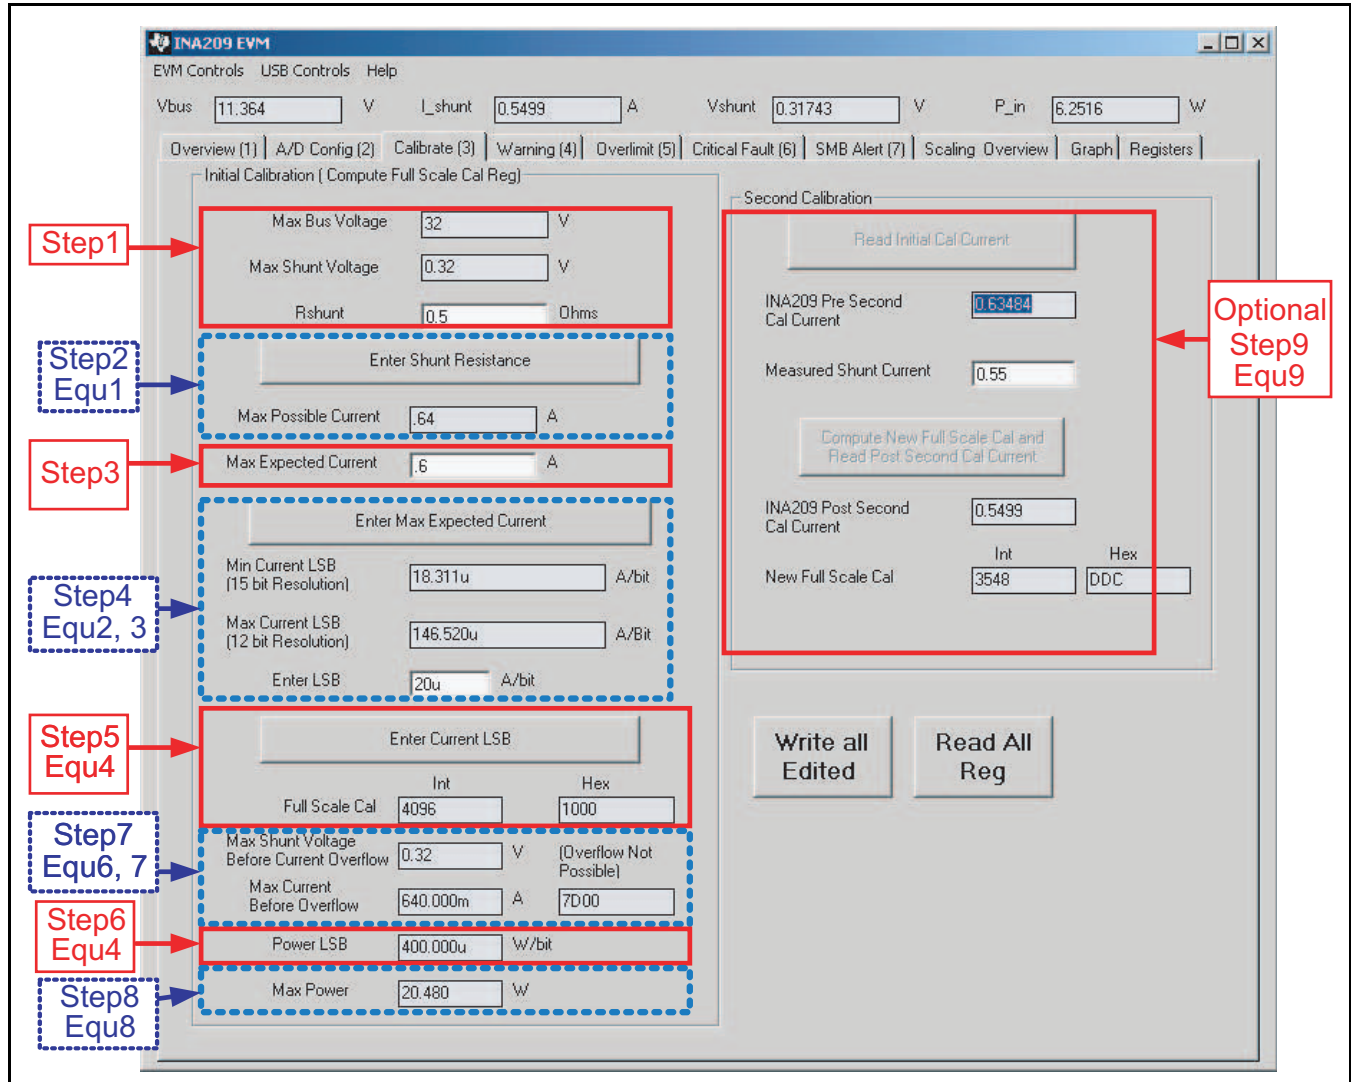 INA209 EVM
EVM Controls USB Controls Help
Vbus 11.364 V I_shunt 0.5499 A Vshunt 0.31743 V P_in 6.2516 W
Overview (1) A/D Config (2) Calibrate (3) Warning (4) Overlimit (5) Critical Fault (6) SMB Alert (7) Scaling Overview Graph Registers
Initial Calibration ( Compute Full Scale Cal Reg)
Step1
Max Bus Voltage 32 V
Max Shunt Voltage 0.32 V
Rshunt 0.5 Ohms
Step2
Equ1
Enter Shunt Resistance
Max Possible Current .64 A
Step3
Max Expected Current .6 A
Enter Max Expected Current
Step4
Equ2, 3
Min Current LSB
(15 bit Resolution) 18.311u A/bit
Max Current LSB
(12 bit Resolution) 146.520u A/Bit
Enter LSB 20u A/bit
Step5
Equ4
Enter Current LSB
Int Hex
Full Scale Cal 4096 1000
Step7
Equ6, 7
Max Shunt Voltage
Before Current Overflow 0.32 V (Overflow Not
Possible)
Max Current
Before Overflow 640.000m A 7D00
Step6
Equ4
Power LSB 400.000u W/bit
Step8
Equ8
Max Power 20.480 W
Second Calibration
Read Initial Cal Current
INA209 Pre Second
Cal Current 0.63484
Measured Shunt Current 0.55
Compute New Full Scale Cal and
Read Post Second Cal Current
INA209 Post Second
Cal Current 0.5499
Int Hex
New Full Scale Cal 3548 DDC
Optional
Step9
Equ9
Write all
Edited
Read All
Reg